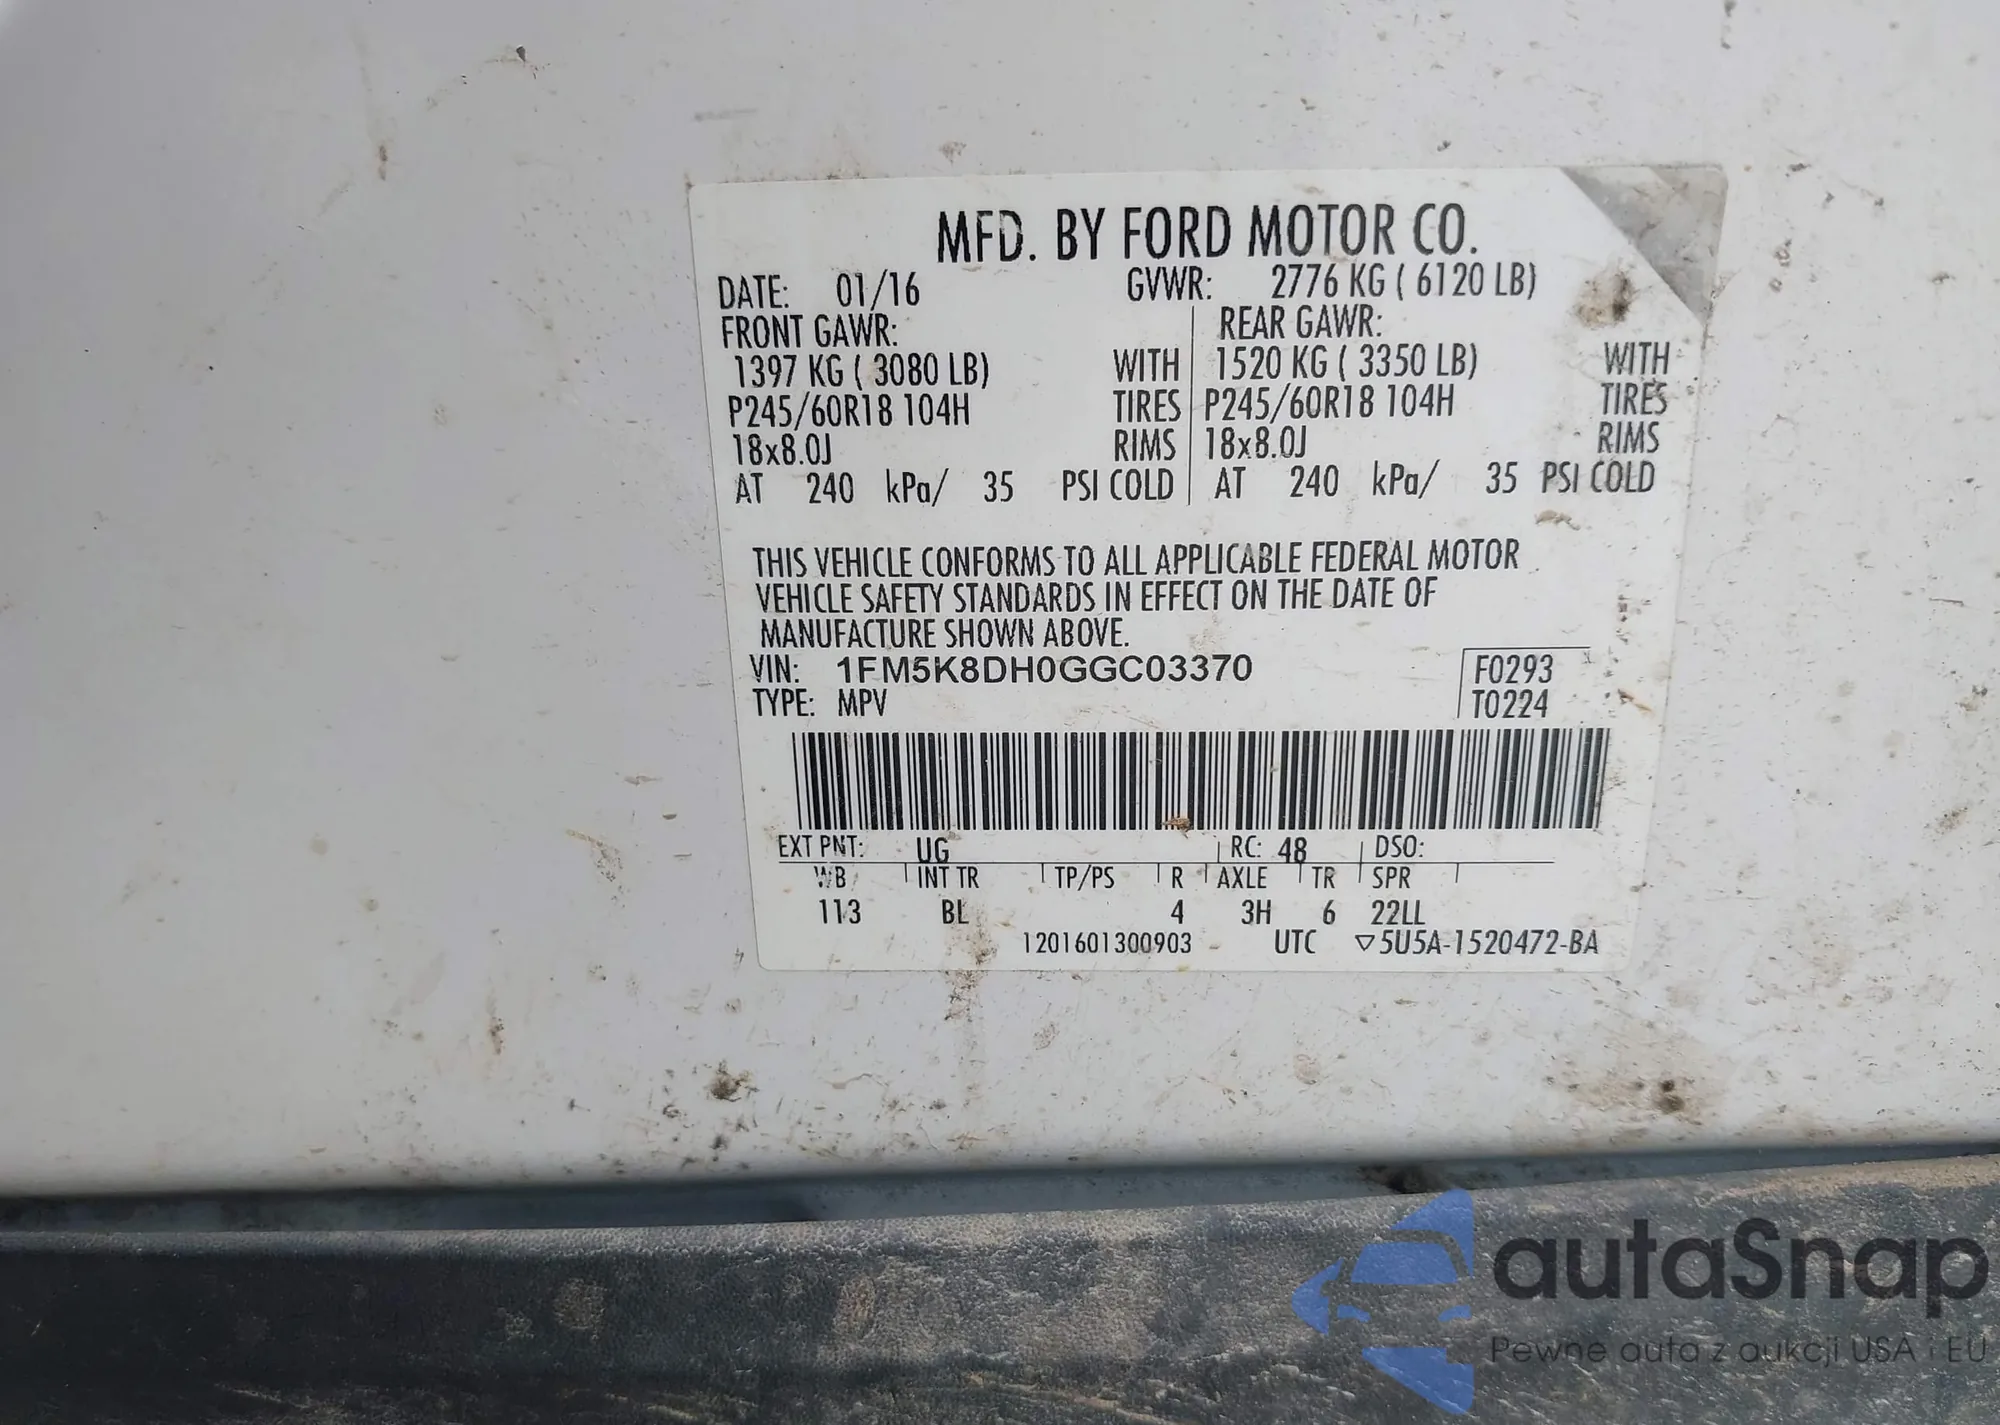 MFD. BY FORD MOTOR CO.
DATE: 01/16 GVWR: 2776 KG ( 6120 LB)
FRONT GAWR: REAR GAWR:
1397 KG ( 3080 LB) WITH 1520 KG ( 3350 LB) WITH
P245/60R18 104H TIRES P245/60R18 104H TIRES
18x8.0J RIMS 18x8.0J RIMS
AT 240 kPa/ 35 PSI COLD AT 240 kPa/ 35 PSI COLD
THIS VEHICLE CONFORMS TO ALL APPLICABLE FEDERAL MOTOR
VEHICLE SAFETY STANDARDS IN EFFECT ON THE DATE OF
MANUFACTURE SHOWN ABOVE.
VIN: 1FM5K8DH0GGC03370 F0293
TYPE: MPV T0224
EXT PNT: UG RC: 48 DSO:
WB INT TR TP/PS R AXLE TR SPR
113 BL 4 3H 6 22LL
1201601300903 UTC ▽5U5A-1520472-BA
autaSnap
Pewne auta z aukcji USA i EU